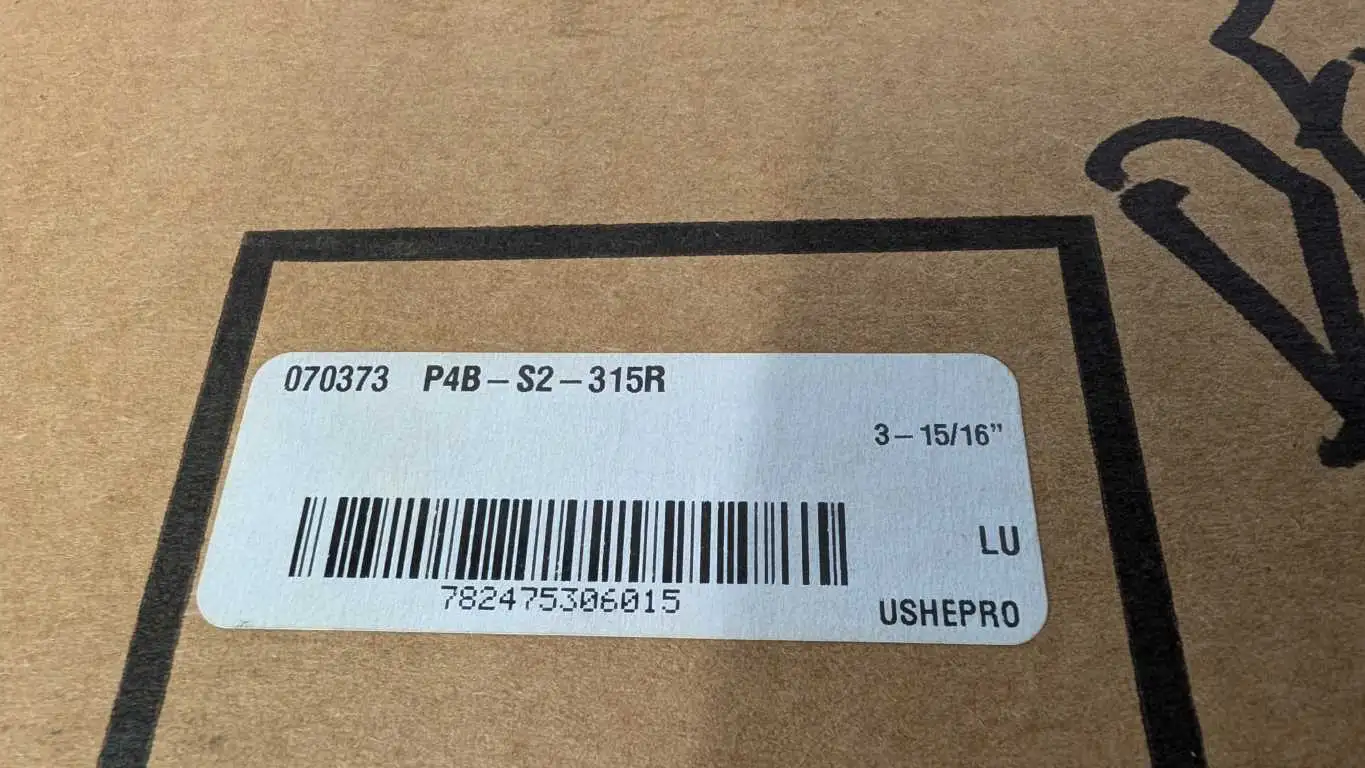 070373 P4B-S2-315R
3-15/16"
LU
782475306015
USHEPRO